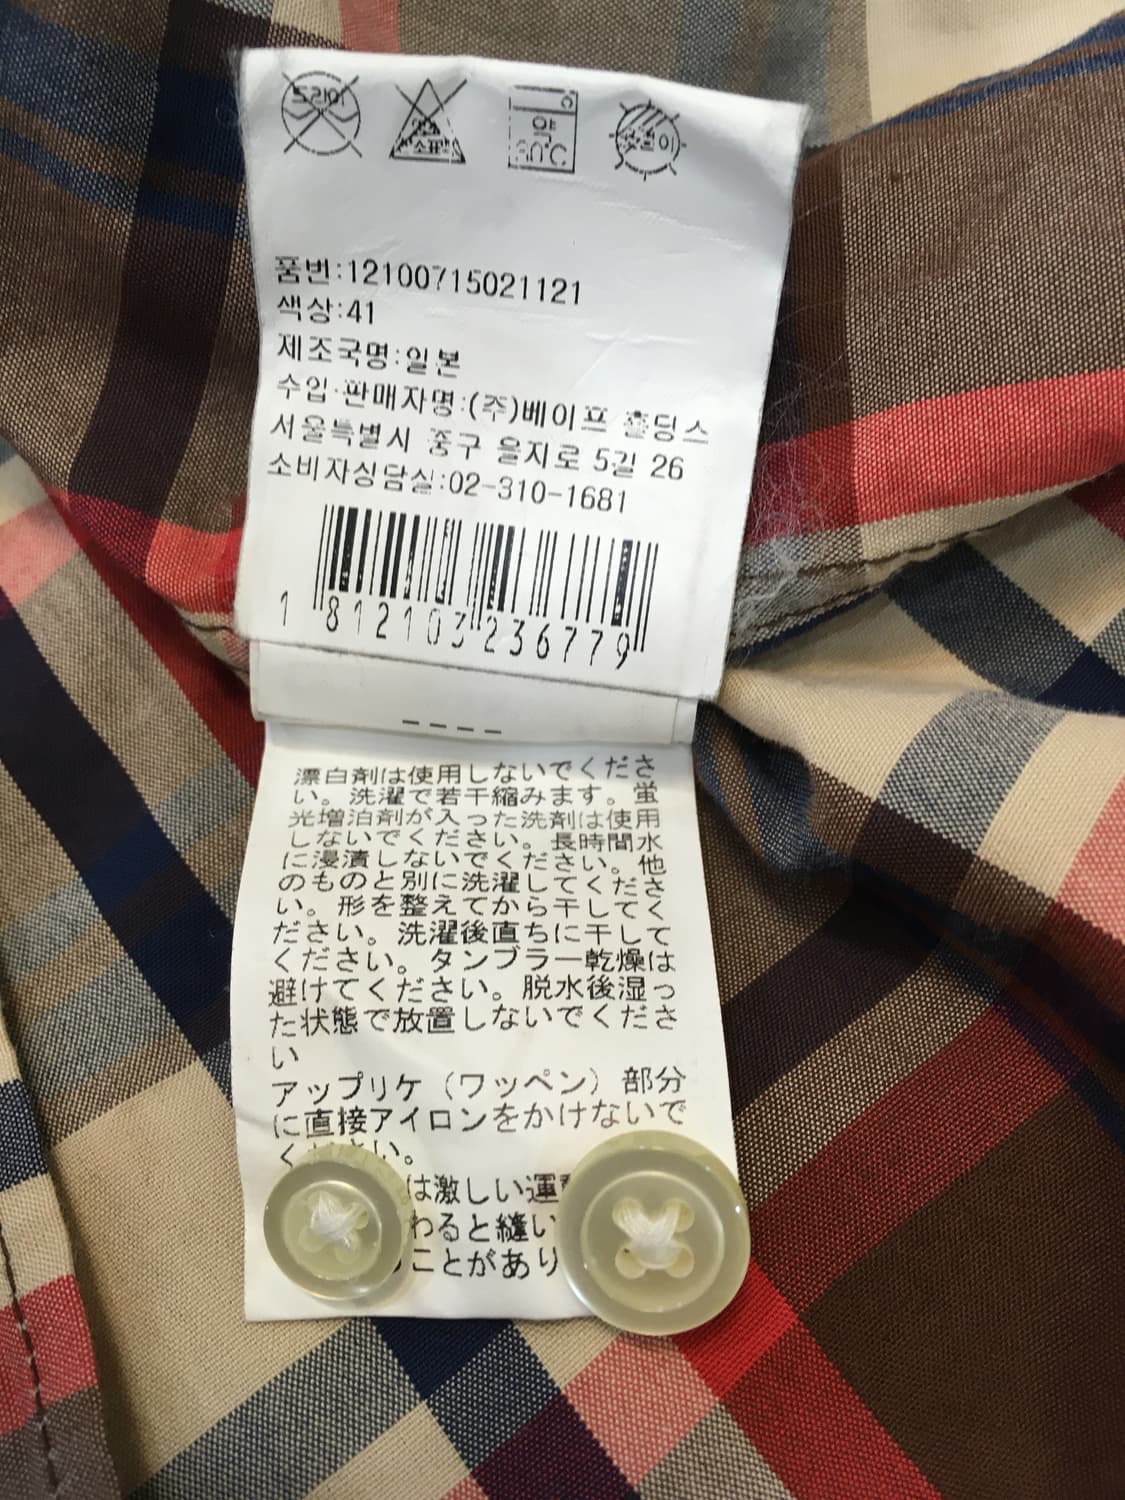 드라이
염소표백
약
30℃
옷걸이
품번:12100715021121
색상:41
제조국명:일본
수입·판매자명:(주)베이프 홀딩스
서울특별시 중구 을지로 5길 26
소비자상담실:02-310-1681
1 812103 236779
----
漂白剤は使用しないでくださ
い。洗濯で若干縮みます。蛍
光増泊剤が入った洗剤は使用
しないでください。長時間水
に浸漬しないでください。他
のものと別に洗濯してくださ
い。形を整えてから干してく
ださい。洗濯後直ちに干して
ください。タンブラー乾燥は
避けてください。脱水後湿っ
た状態で放置しないでくださ
い
アップリケ（ワッペン）部分
に直接アイロンをかけないで
ください。
は激しい運
わると縫い
ことがあり